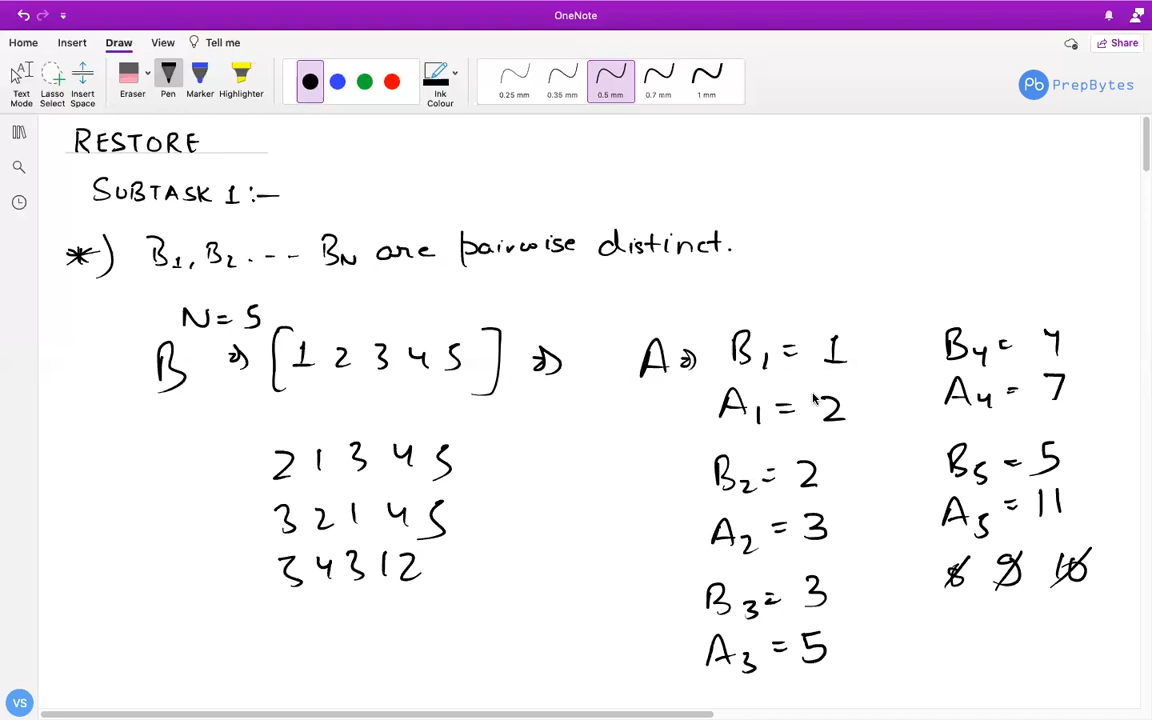 OneNote
Home Insert Draw View Tell me Share
Text Mode Lasso Select Insert Space Eraser Pen Marker Highlighter Ink Colour 0.25 mm 0.35 mm 0.5 mm 0.7 mm 1 mm
Pb PrepBytes
RESTORE
SUBTASK 1 :-
*) B1, B2 . -- BN are pairwise distinct.
N = 5
B => [1 2 3 4 5] => A => B1 = 1
A1 = 2
B2 = 2
A2 = 3
B3 = 3
A3 = 5
B4 = 4
A4 = 7
B5 = 5
A5 = 11
8 9 10
2 1 3 4 5
3 2 1 4 5
3 4 3 1 2
VS